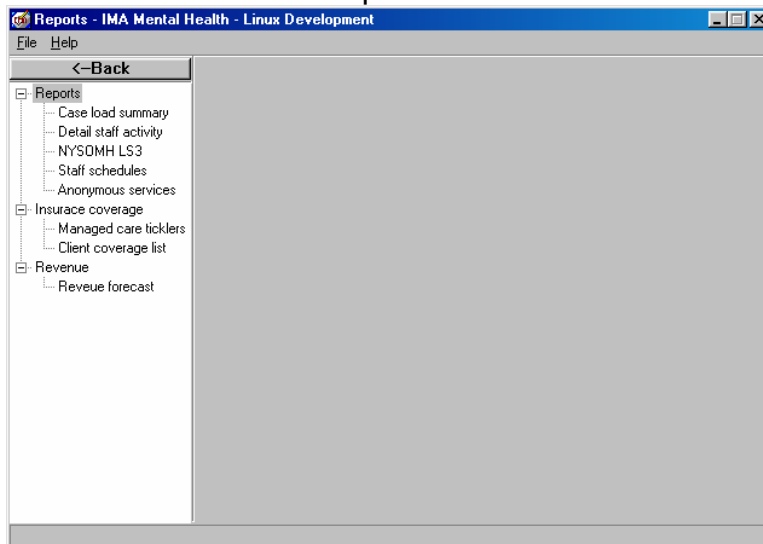 Reports - IMA Mental Health - Linux Development
File Help
<--Back
Reports
Case load summary
Detail staff activity
NYSOMH LS3
Staff schedules
Anonymous services
Insurace coverage
Managed care ticklers
Client coverage list
Revenue
Reveue forecast